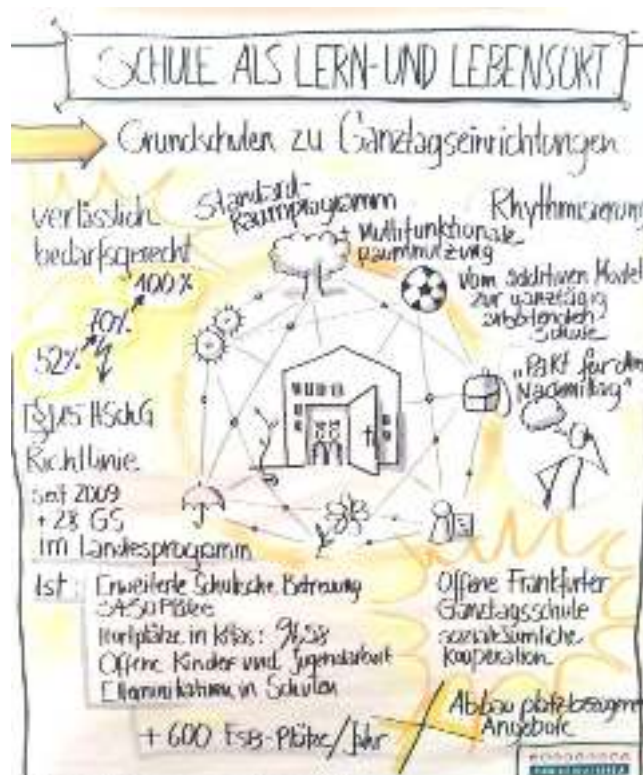 SCHULE ALS LERN-UND LEBENSORT
Grundschulen zu Ganztagseinrichtungen
verlässlich
bedarfsgerecht
52%
70%
100%
§15 HSchG
Richtlinie
seit 2009
+ 28 GS
im Landesprogramm
Standard-
Raumprogramm
+ Multifunktionale
Raumnutzung
Rhythmisierung
Vom additiven Modell
zur ganztägig
arbeitenden
Schule
"Pakt für den
Nachmittag"
Ist: Erweiterte Schulische Betreuung
Plätze
Hortplätze in Kitas:
Offene Kinder und Jugendarbeit
in Schulen
+ 600 ESB-Plätze/Jahr
Offene Frankfurter
Ganztagsschule
sozialräumliche
Kooperation
Abbau platzbezogener
Angebote